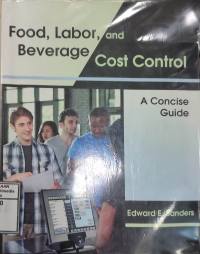 Food, Labor, and
Beverage
Cost Control
A Concise
Guide
Edward E. Sanders